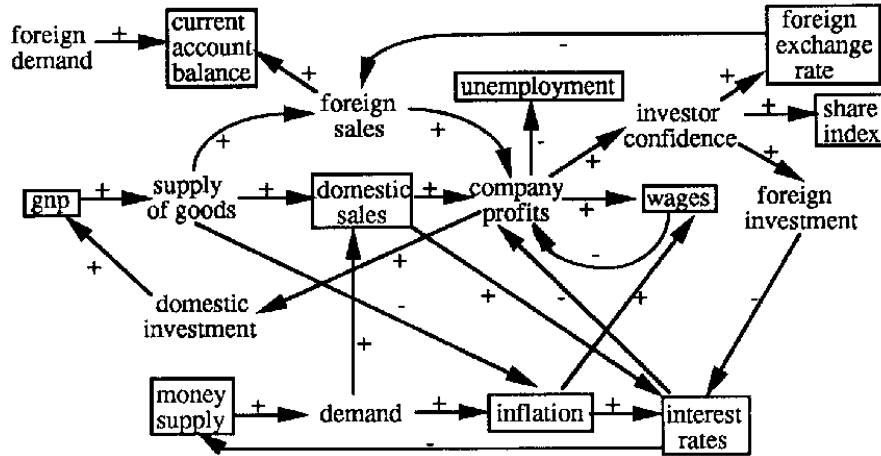 foreign
demand
+
current
account
balance
-
foreign
exchange
rate
+
foreign
sales
unemployment
+
investor
confidence
+
share
index
+
+
-
+
+
gnp
+
supply
of goods
+
domestic
sales
+
company
profits
+
wages
foreign
investment
+
+
-
domestic
investment
-
+
-
+
-
+
money
supply
+
demand
+
inflation
+
interest
rates
-